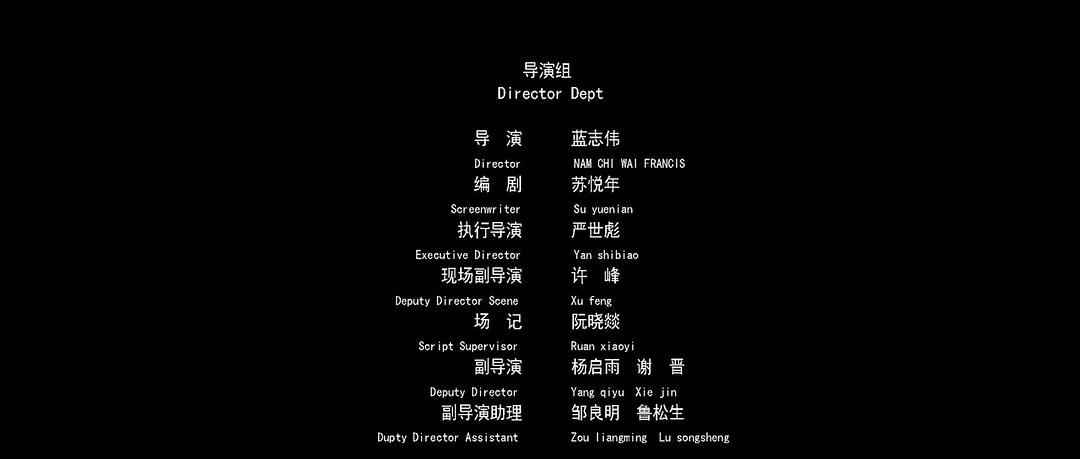 导演组
Director Dept
导　演　蓝志伟
Director　NAM CHI WAI FRANCIS
编　剧　苏悦年
Screenwriter　Su yuenian
执行导演　严世彪
Executive Director　Yan shibiao
现场副导演　许　峰
Deputy Director Scene　Xu feng
场　记　阮晓燚
Script Supervisor　Ruan xiaoyi
副导演　杨启雨　谢　晋
Deputy Director　Yang qiyu　Xie jin
副导演助理　邹良明　鲁松生
Dupty Director Assistant　Zou liangming　Lu songsheng